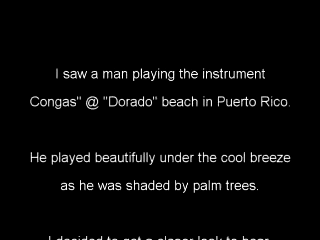 I saw a man playing the instrument
Congas" @ "Dorado" beach in Puerto Rico.
He played beautifully under the cool breeze
as he was shaded by palm trees.
I decided to get a closer look to hear